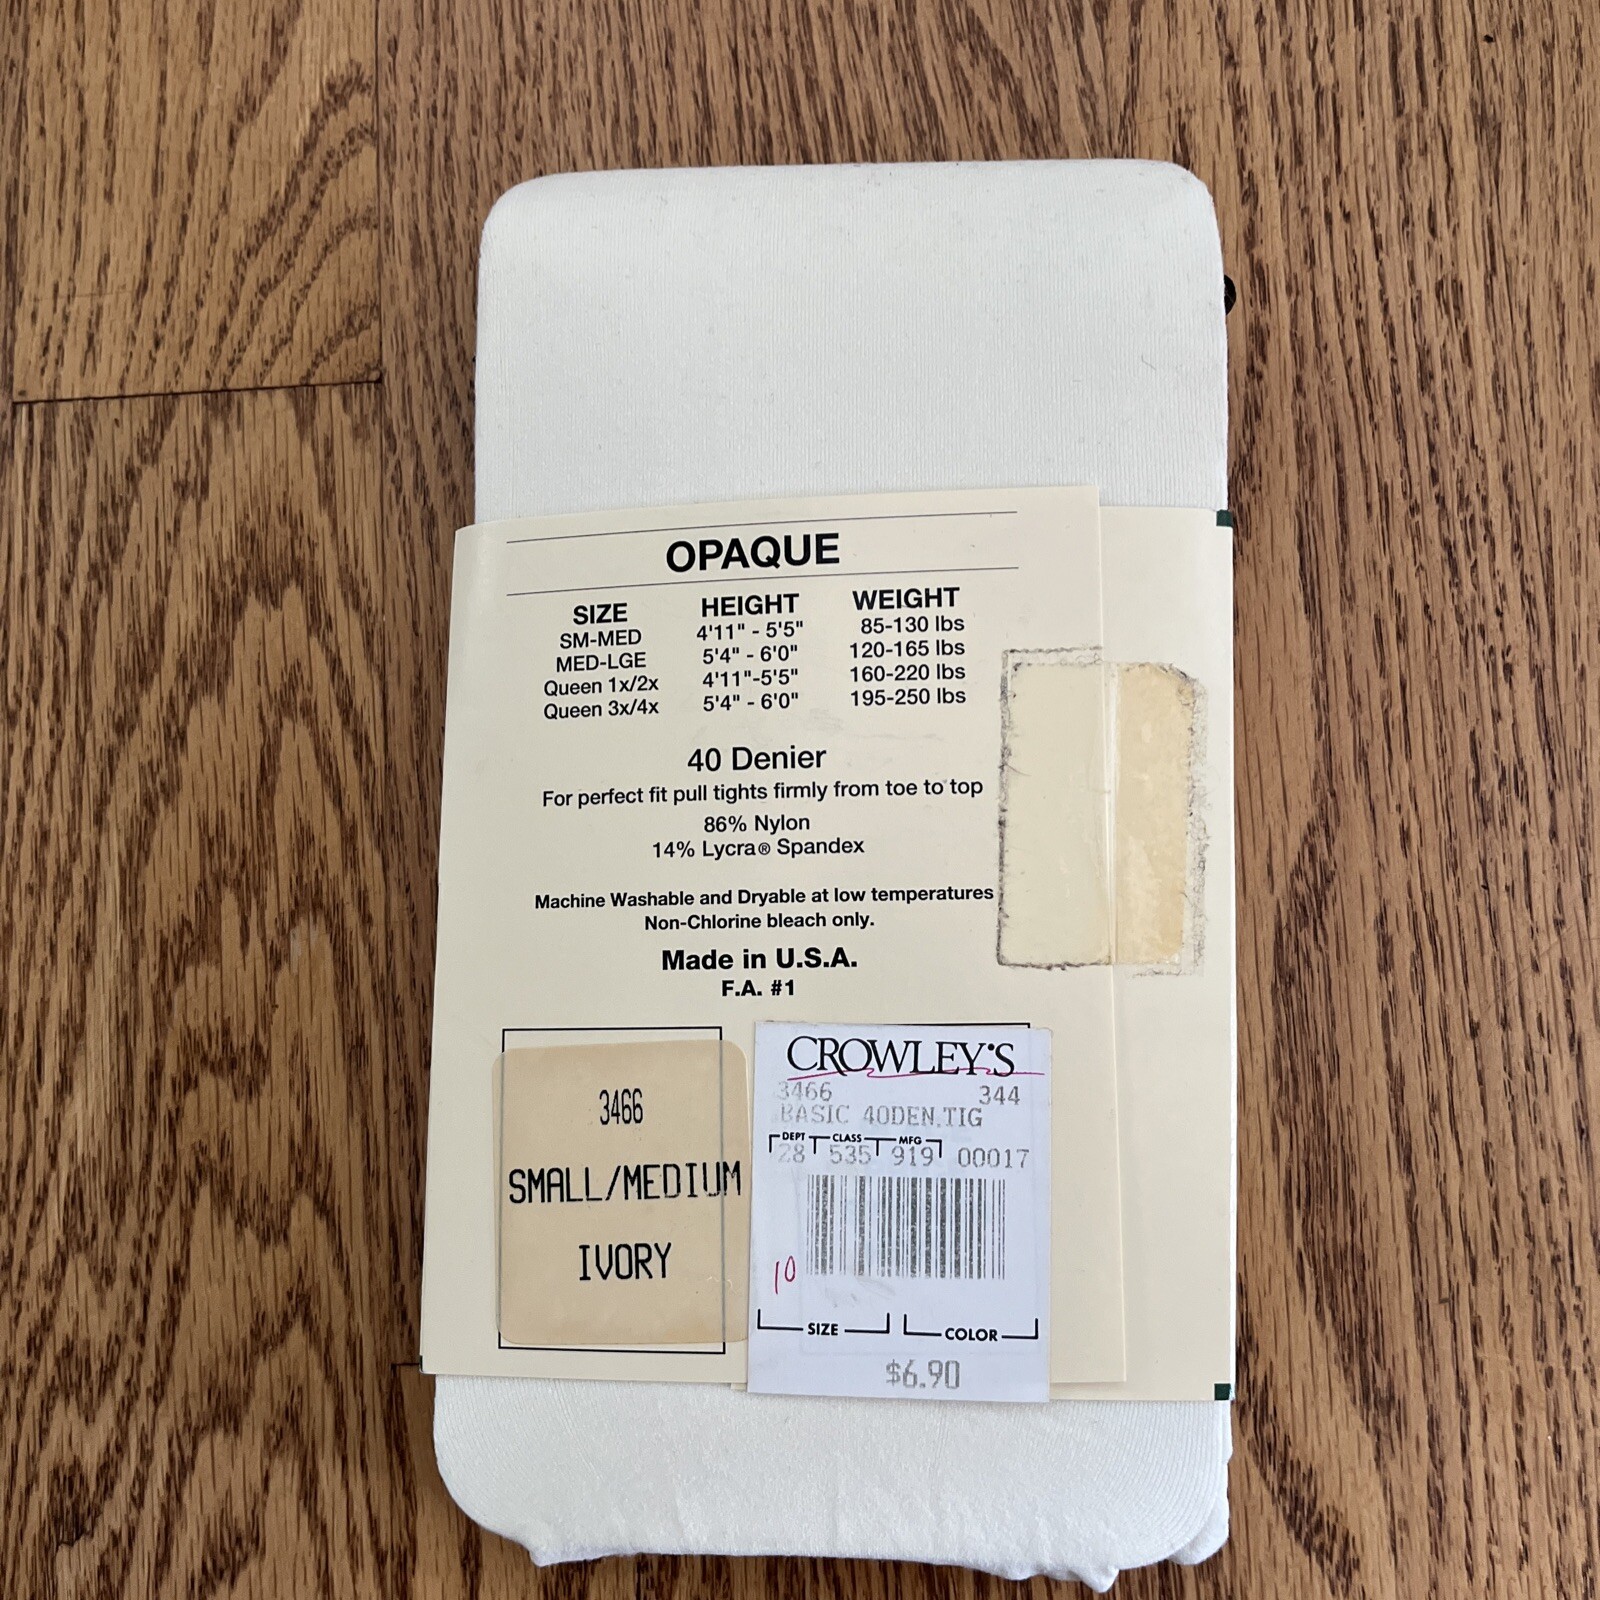 OPAQUE
SIZE HEIGHT WEIGHT
SM-MED 4'11" - 5'5" 85-130 lbs
MED-LGE 5'4" - 6'0" 120-165 lbs
Queen 1x/2x 4'11"-5'5" 160-220 lbs
Queen 3x/4x 5'4" - 6'0" 195-250 lbs
40 Denier
For perfect fit pull tights firmly from toe to top
86% Nylon
14% Lycra® Spandex
Machine Washable and Dryable at low temperatures
Non-Chlorine bleach only.
Made in U.S.A.
F.A. #1
3466
SMALL/MEDIUM
IVORY
CROWLEY'S
3466 344
BASIC 40DEN.TIG
DEPT CLASS MFG
28 535 919 00017
10
SIZE COLOR
$6.90